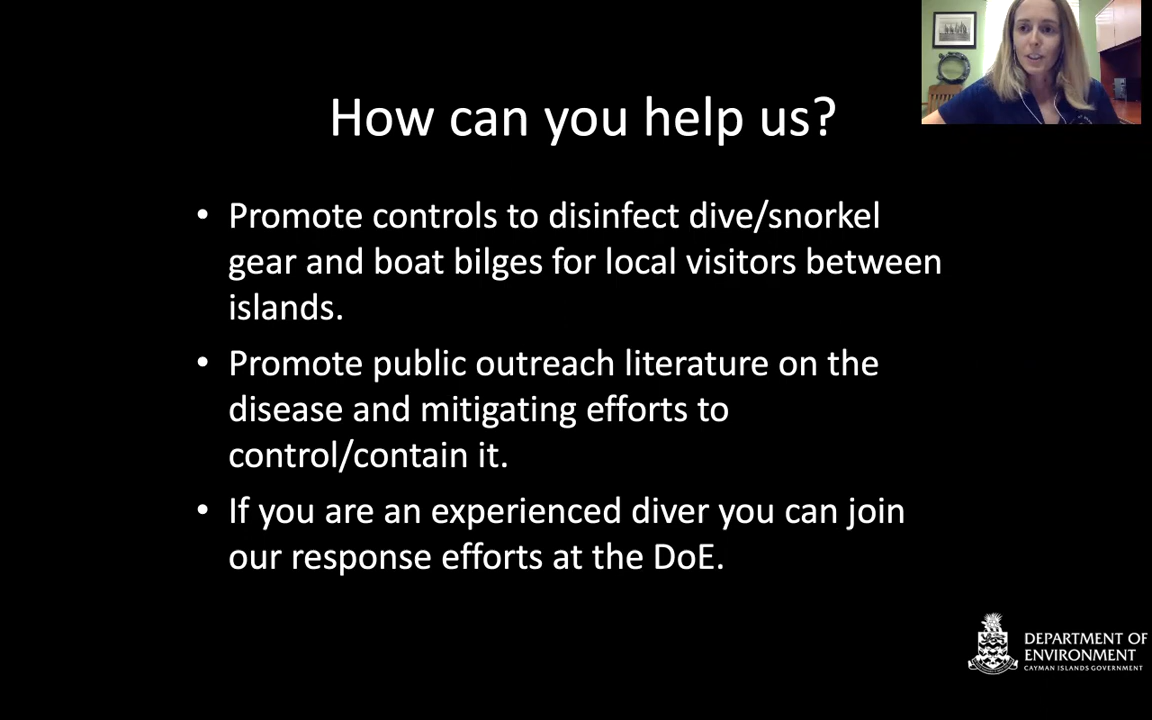 How can you help us?
• Promote controls to disinfect dive/snorkel
gear and boat bilges for local visitors between
islands.
• Promote public outreach literature on the
disease and mitigating efforts to
control/contain it.
• If you are an experienced diver you can join
our response efforts at the DoE.
DEPARTMENT OF
ENVIRONMENT
CAYMAN ISLANDS GOVERNMENT